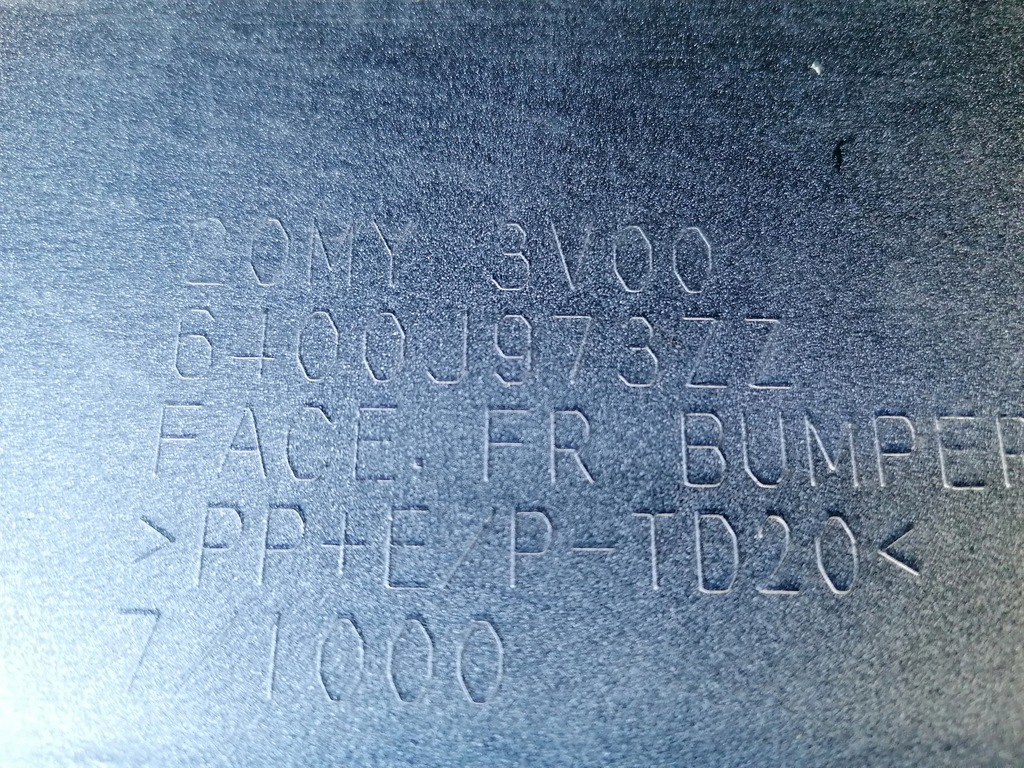 20MY 3V00
6400J973ZZ
FACE, FR BUMPER
>PP+E/P-TD20<
7/1000